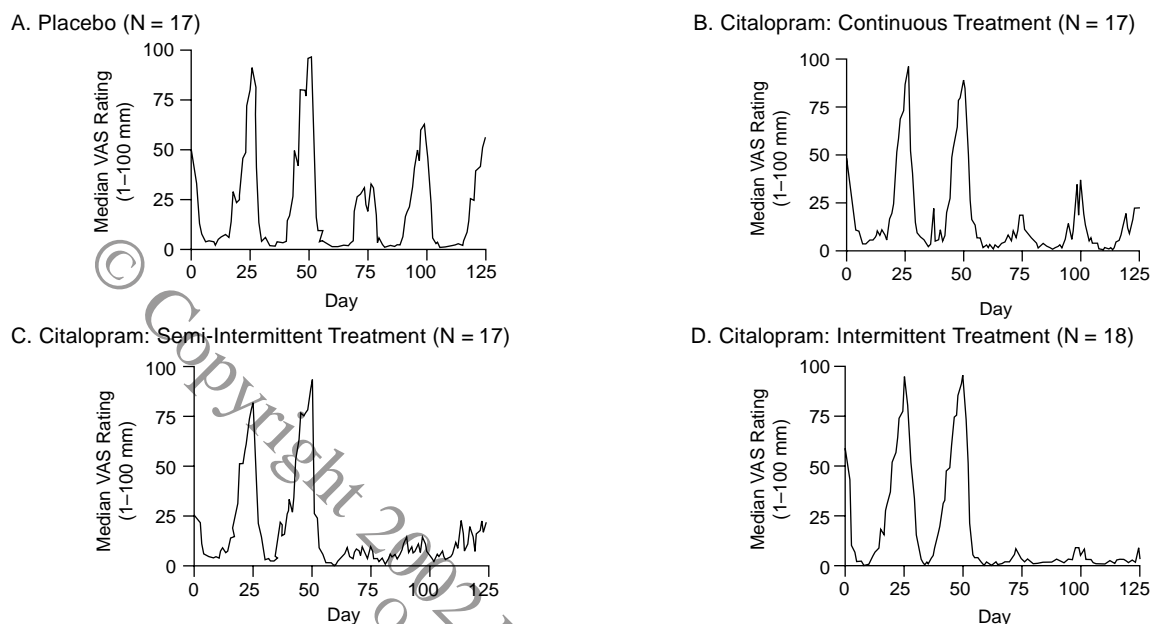 A. Placebo (N = 17)
100
75
50
25
0
Median VAS Rating
(1–100 mm)
0 25 50 75 100 125
Day
B. Citalopram: Continuous Treatment (N = 17)
100
75
50
25
0
Median VAS Rating
(1–100 mm)
0 25 50 75 100 125
Day
C. Citalopram: Semi-Intermittent Treatment (N = 17)
100
75
50
25
0
Median VAS Rating
(1–100 mm)
0 25 50 75 100 125
Day
D. Citalopram: Intermittent Treatment (N = 18)
100
75
50
25
0
Median VAS Rating
(1–100 mm)
0 25 50 75 100 125
Day
© Copyright 2002